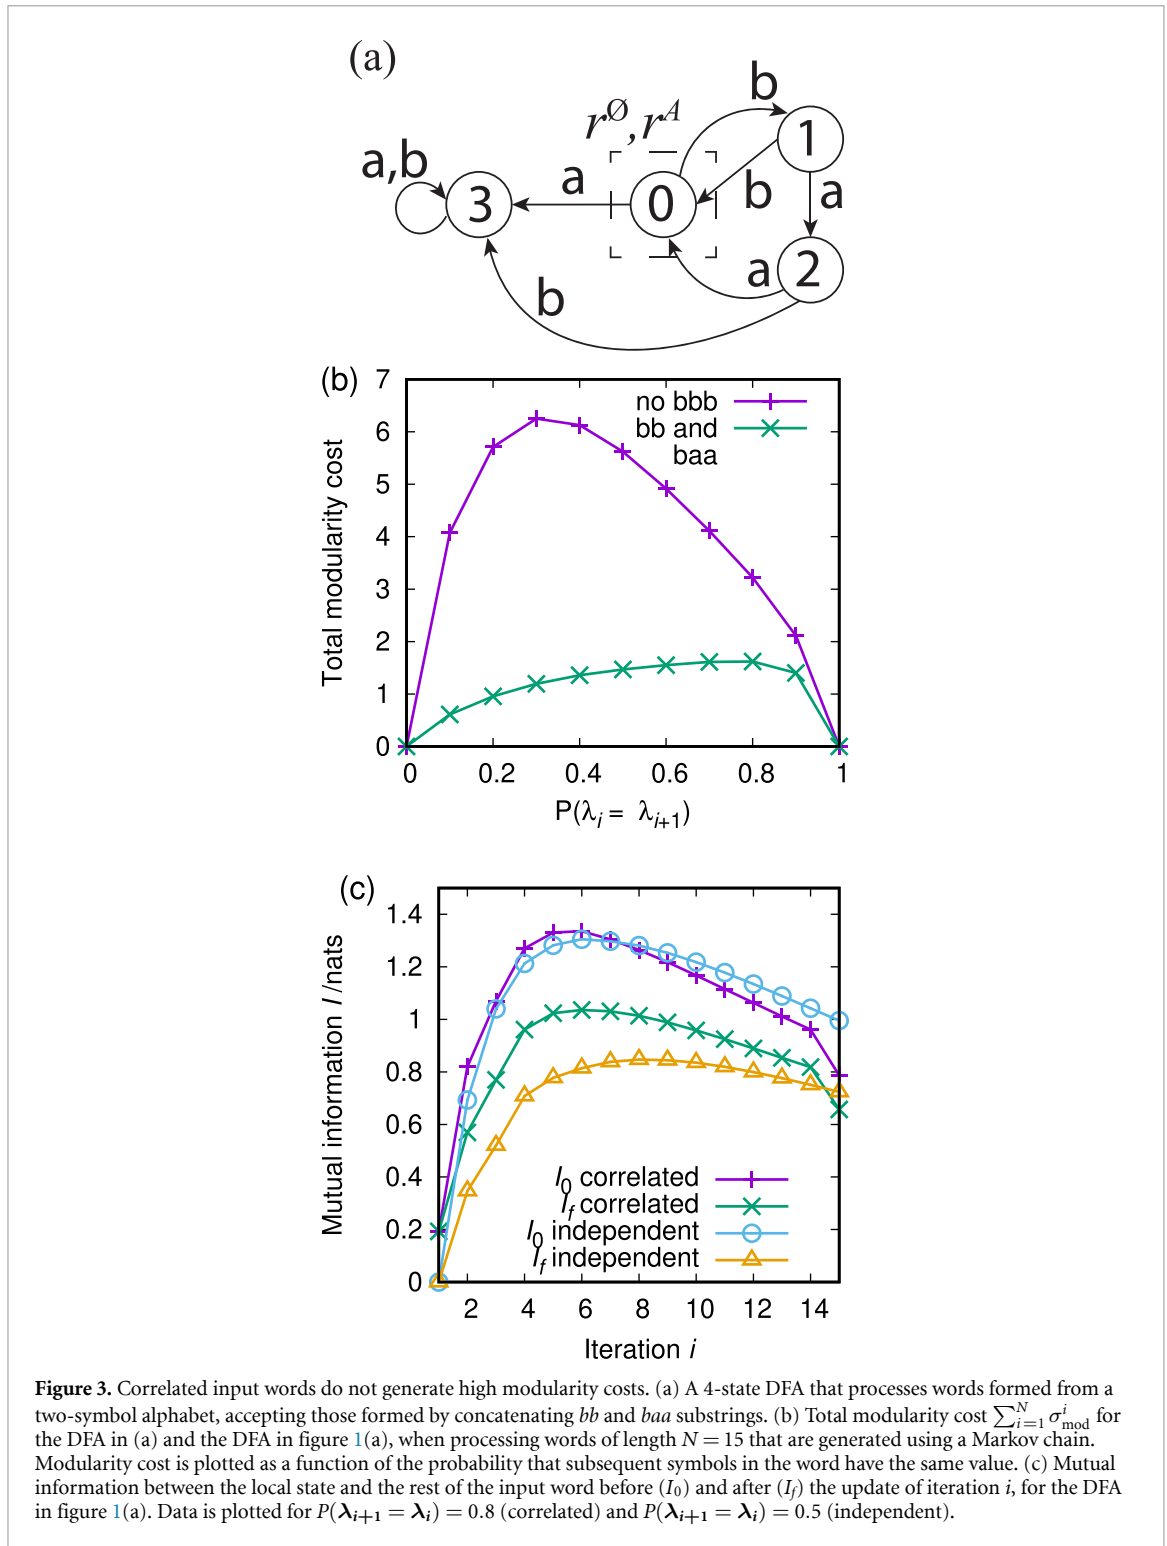 (a)
b
r^Ø, r^A
1
a,b
a
3
0
b
a
a
2
b
(b)
7
no bbb
6
bb and
baa
5
4
3
2
1
0
Total modularity cost
0 0.2 0.4 0.6 0.8 1
P(λ_i = λ_{i+1})
(c)
1.4
1.2
1
0.8
0.6
0.4
0.2
0
Mutual information I /nats
I_0 correlated
I_f correlated
I_0 independent
I_f independent
2 4 6 8 10 12 14
Iteration i
Figure 3. Correlated input words do not generate high modularity costs. (a) A 4-state DFA that processes words formed from a
two-symbol alphabet, accepting those formed by concatenating bb and baa substrings. (b) Total modularity cost ∑_{i=1}^{N} σ_{mod}^{i} for
the DFA in (a) and the DFA in figure 1(a), when processing words of length N = 15 that are generated using a Markov chain.
Modularity cost is plotted as a function of the probability that subsequent symbols in the word have the same value. (c) Mutual
information between the local state and the rest of the input word before (I_0) and after (I_f) the update of iteration i, for the DFA
in figure 1(a). Data is plotted for P(λ_{i+1} = λ_i) = 0.8 (correlated) and P(λ_{i+1} = λ_i) = 0.5 (independent).